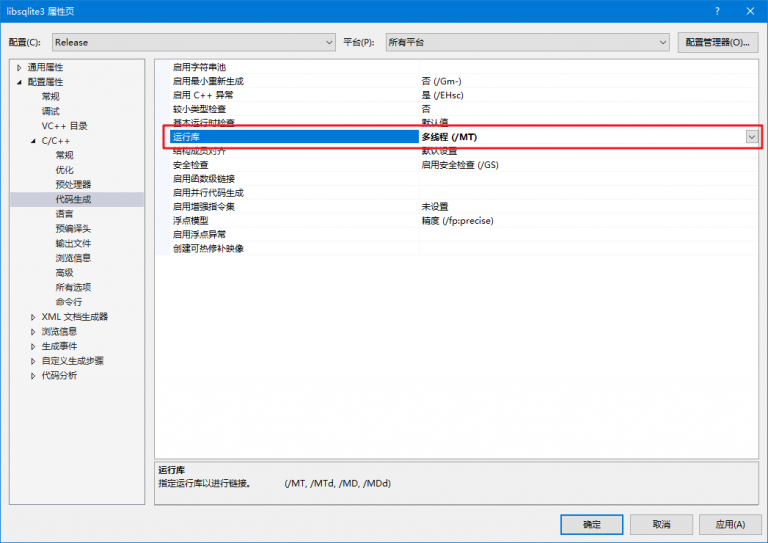 libsqlite3 属性页
配置(C): Release 平台(P): 所有平台 配置管理器(O)...
通用属性
配置属性
常规
调试
VC++ 目录
C/C++
常规
优化
预处理器
代码生成
语言
预编译头
输出文件
浏览信息
高级
所有选项
命令行
XML 文档生成器
浏览信息
生成事件
自定义生成步骤
代码分析
启用字符串池
启用最小重新生成 否 (/Gm-)
启用 C++ 异常 是 (/EHsc)
较小类型检查 否
基本运行时检查 默认值
运行库 多线程 (/MT)
结构成员对齐 默认设置
安全检查 启用安全检查 (/GS)
启用函数级链接
启用并行代码生成
启用增强指令集 未设置
浮点模型 精度 (/fp:precise)
启用浮点异常
创建可热修补映像
运行库
指定运行库以进行链接。 (/MT, /MTd, /MD, /MDd)
确定 取消 应用(A)